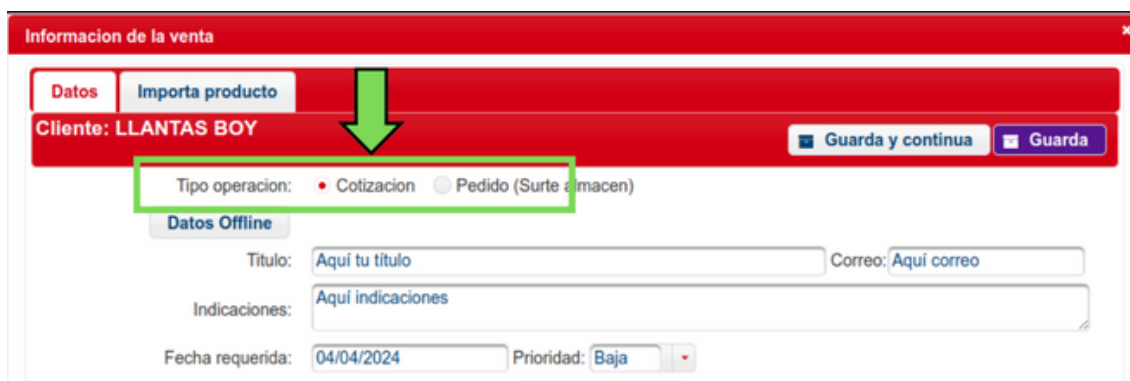 Informacion de la venta
Datos Importa producto
Cliente: LLANTAS BOY
Guarda y continua Guarda
Tipo operacion: Cotizacion Pedido (Surte almacen)
Datos Offline
Titulo: Aquí tu título Correo: Aquí correo
Indicaciones: Aquí indicaciones
Fecha requerida: 04/04/2024 Prioridad: Baja